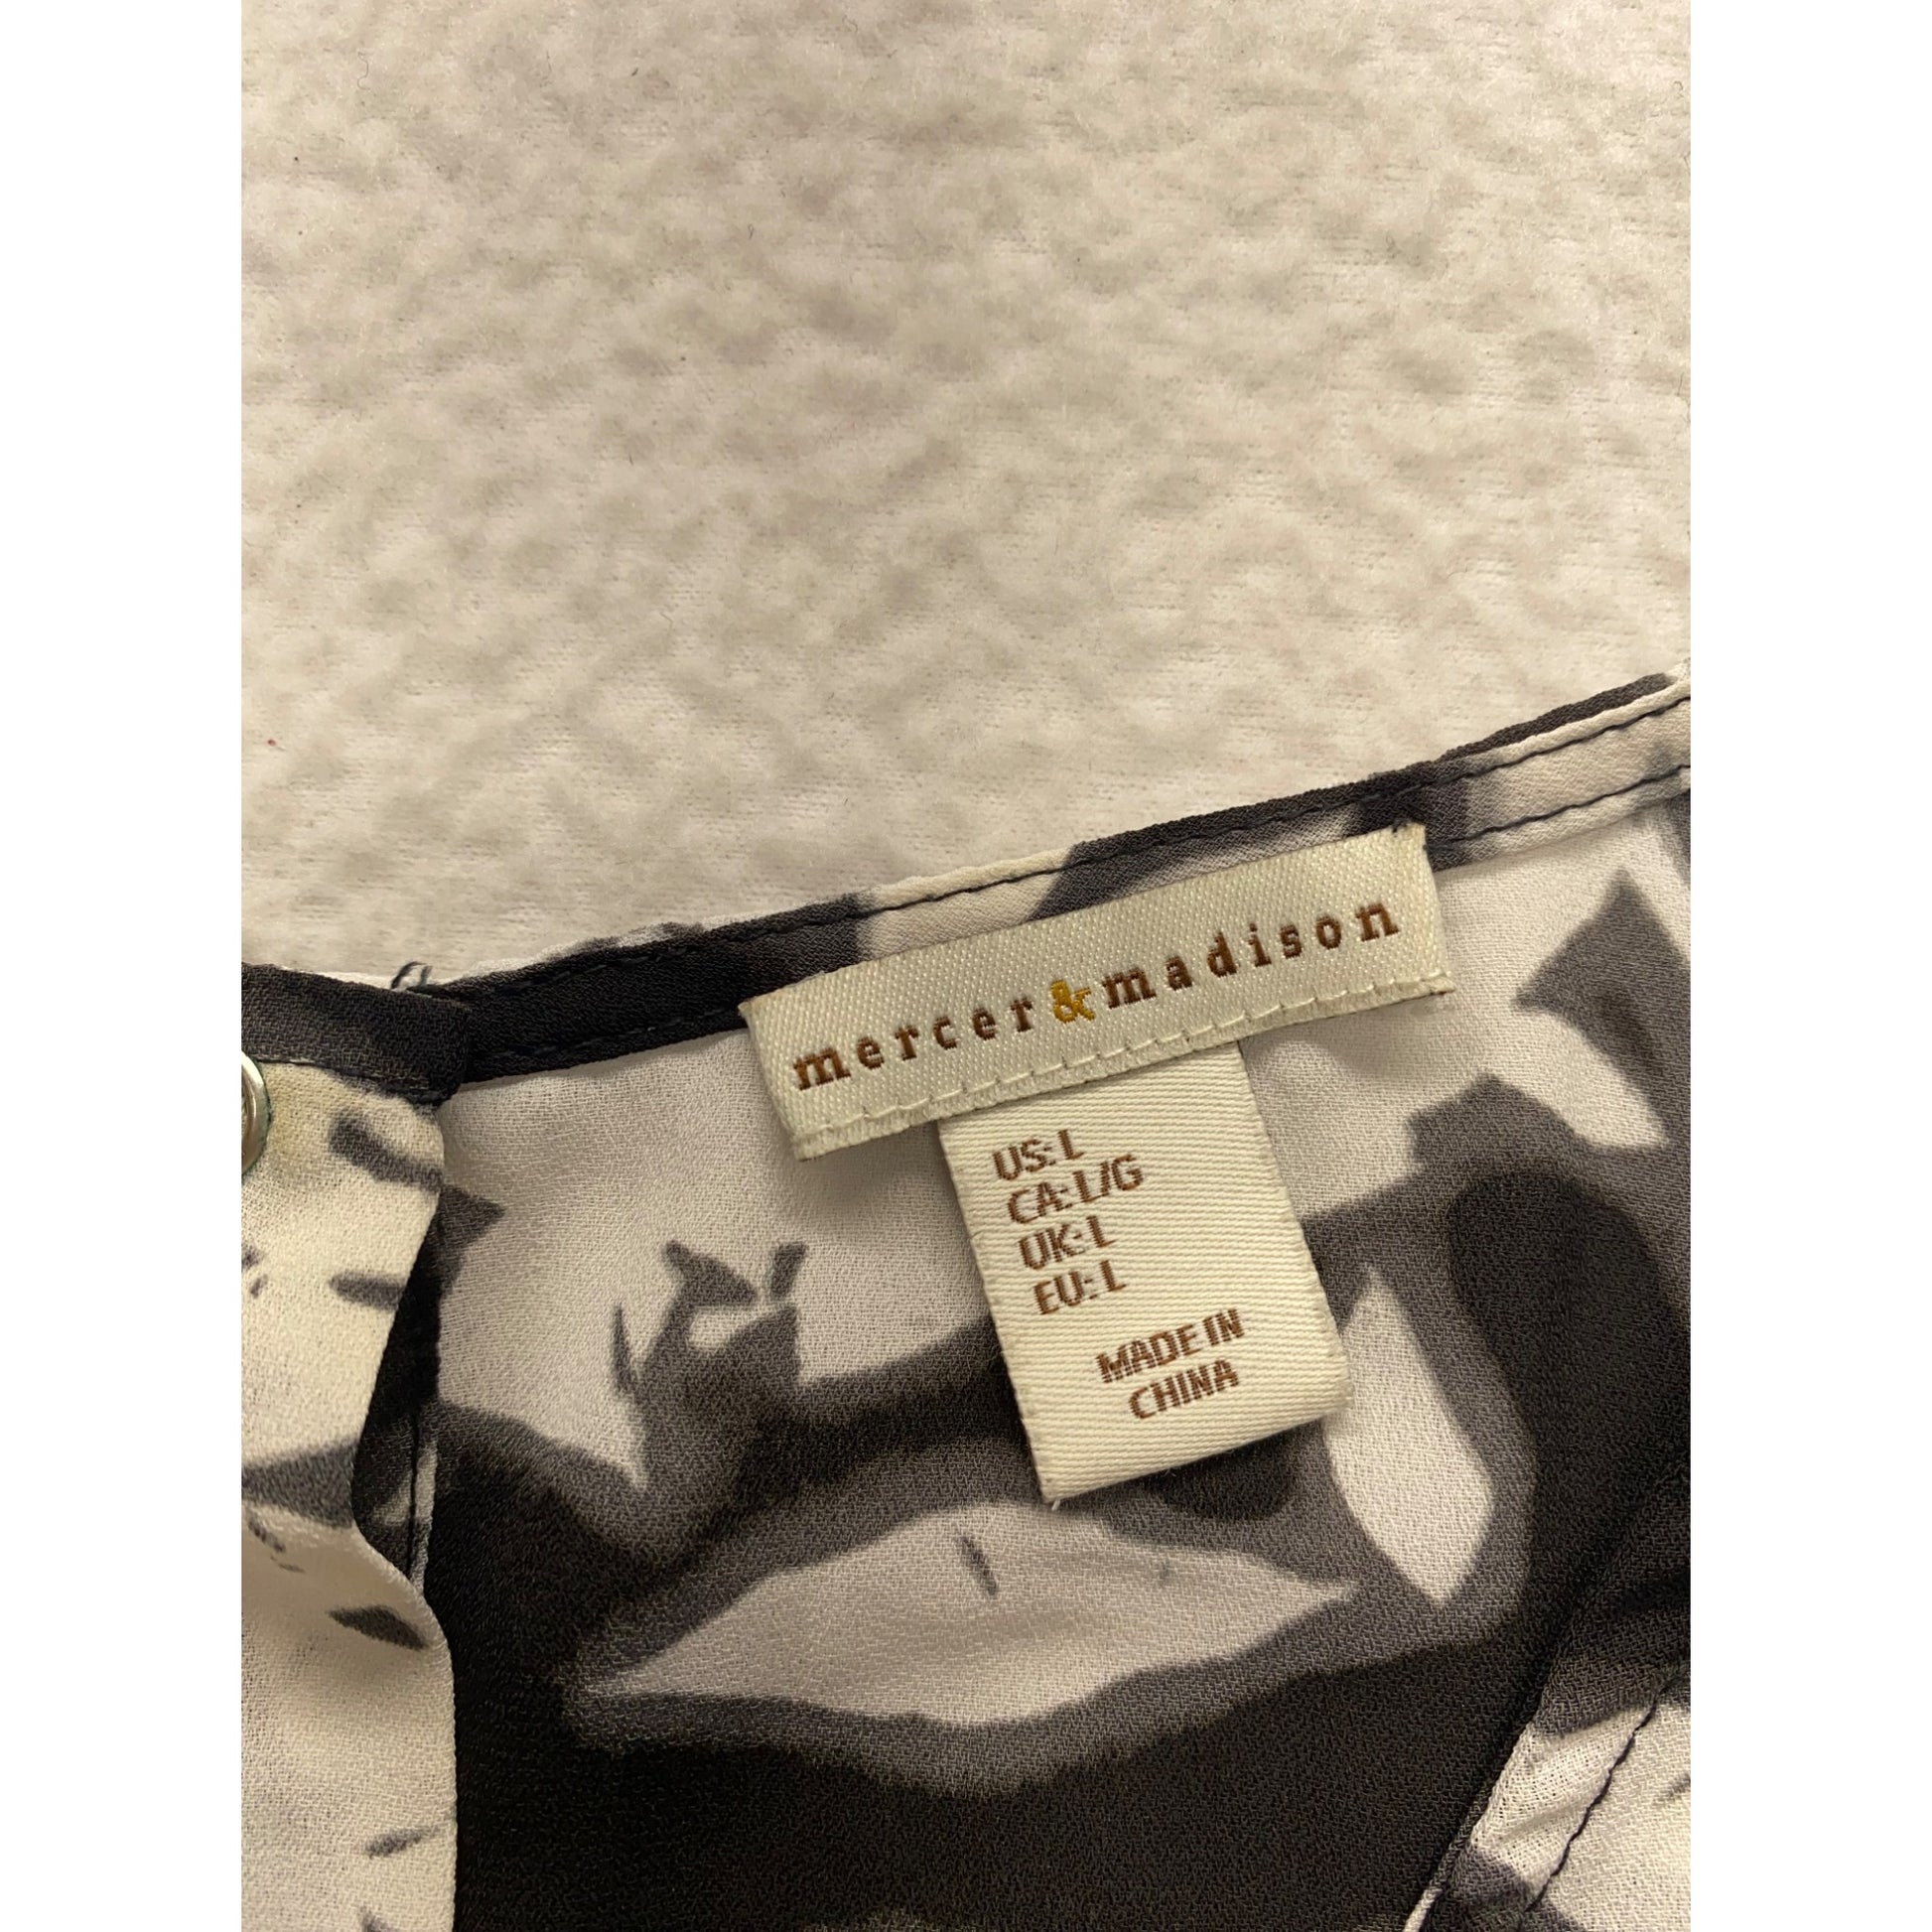 mercer&madison
US: L
CA: L/G
UK: L
EU: L
MADE IN
CHINA